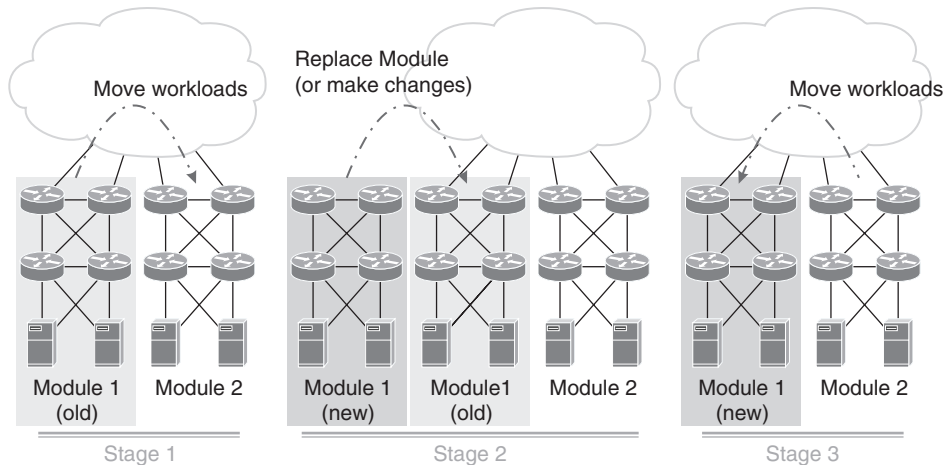 Move workloads
Module 1
(old)
Module 2
Stage 1
Replace Module
(or make changes)
Module 1
(new)
Module1
(old)
Module 2
Stage 2
Move workloads
Module 1
(new)
Module 2
Stage 3